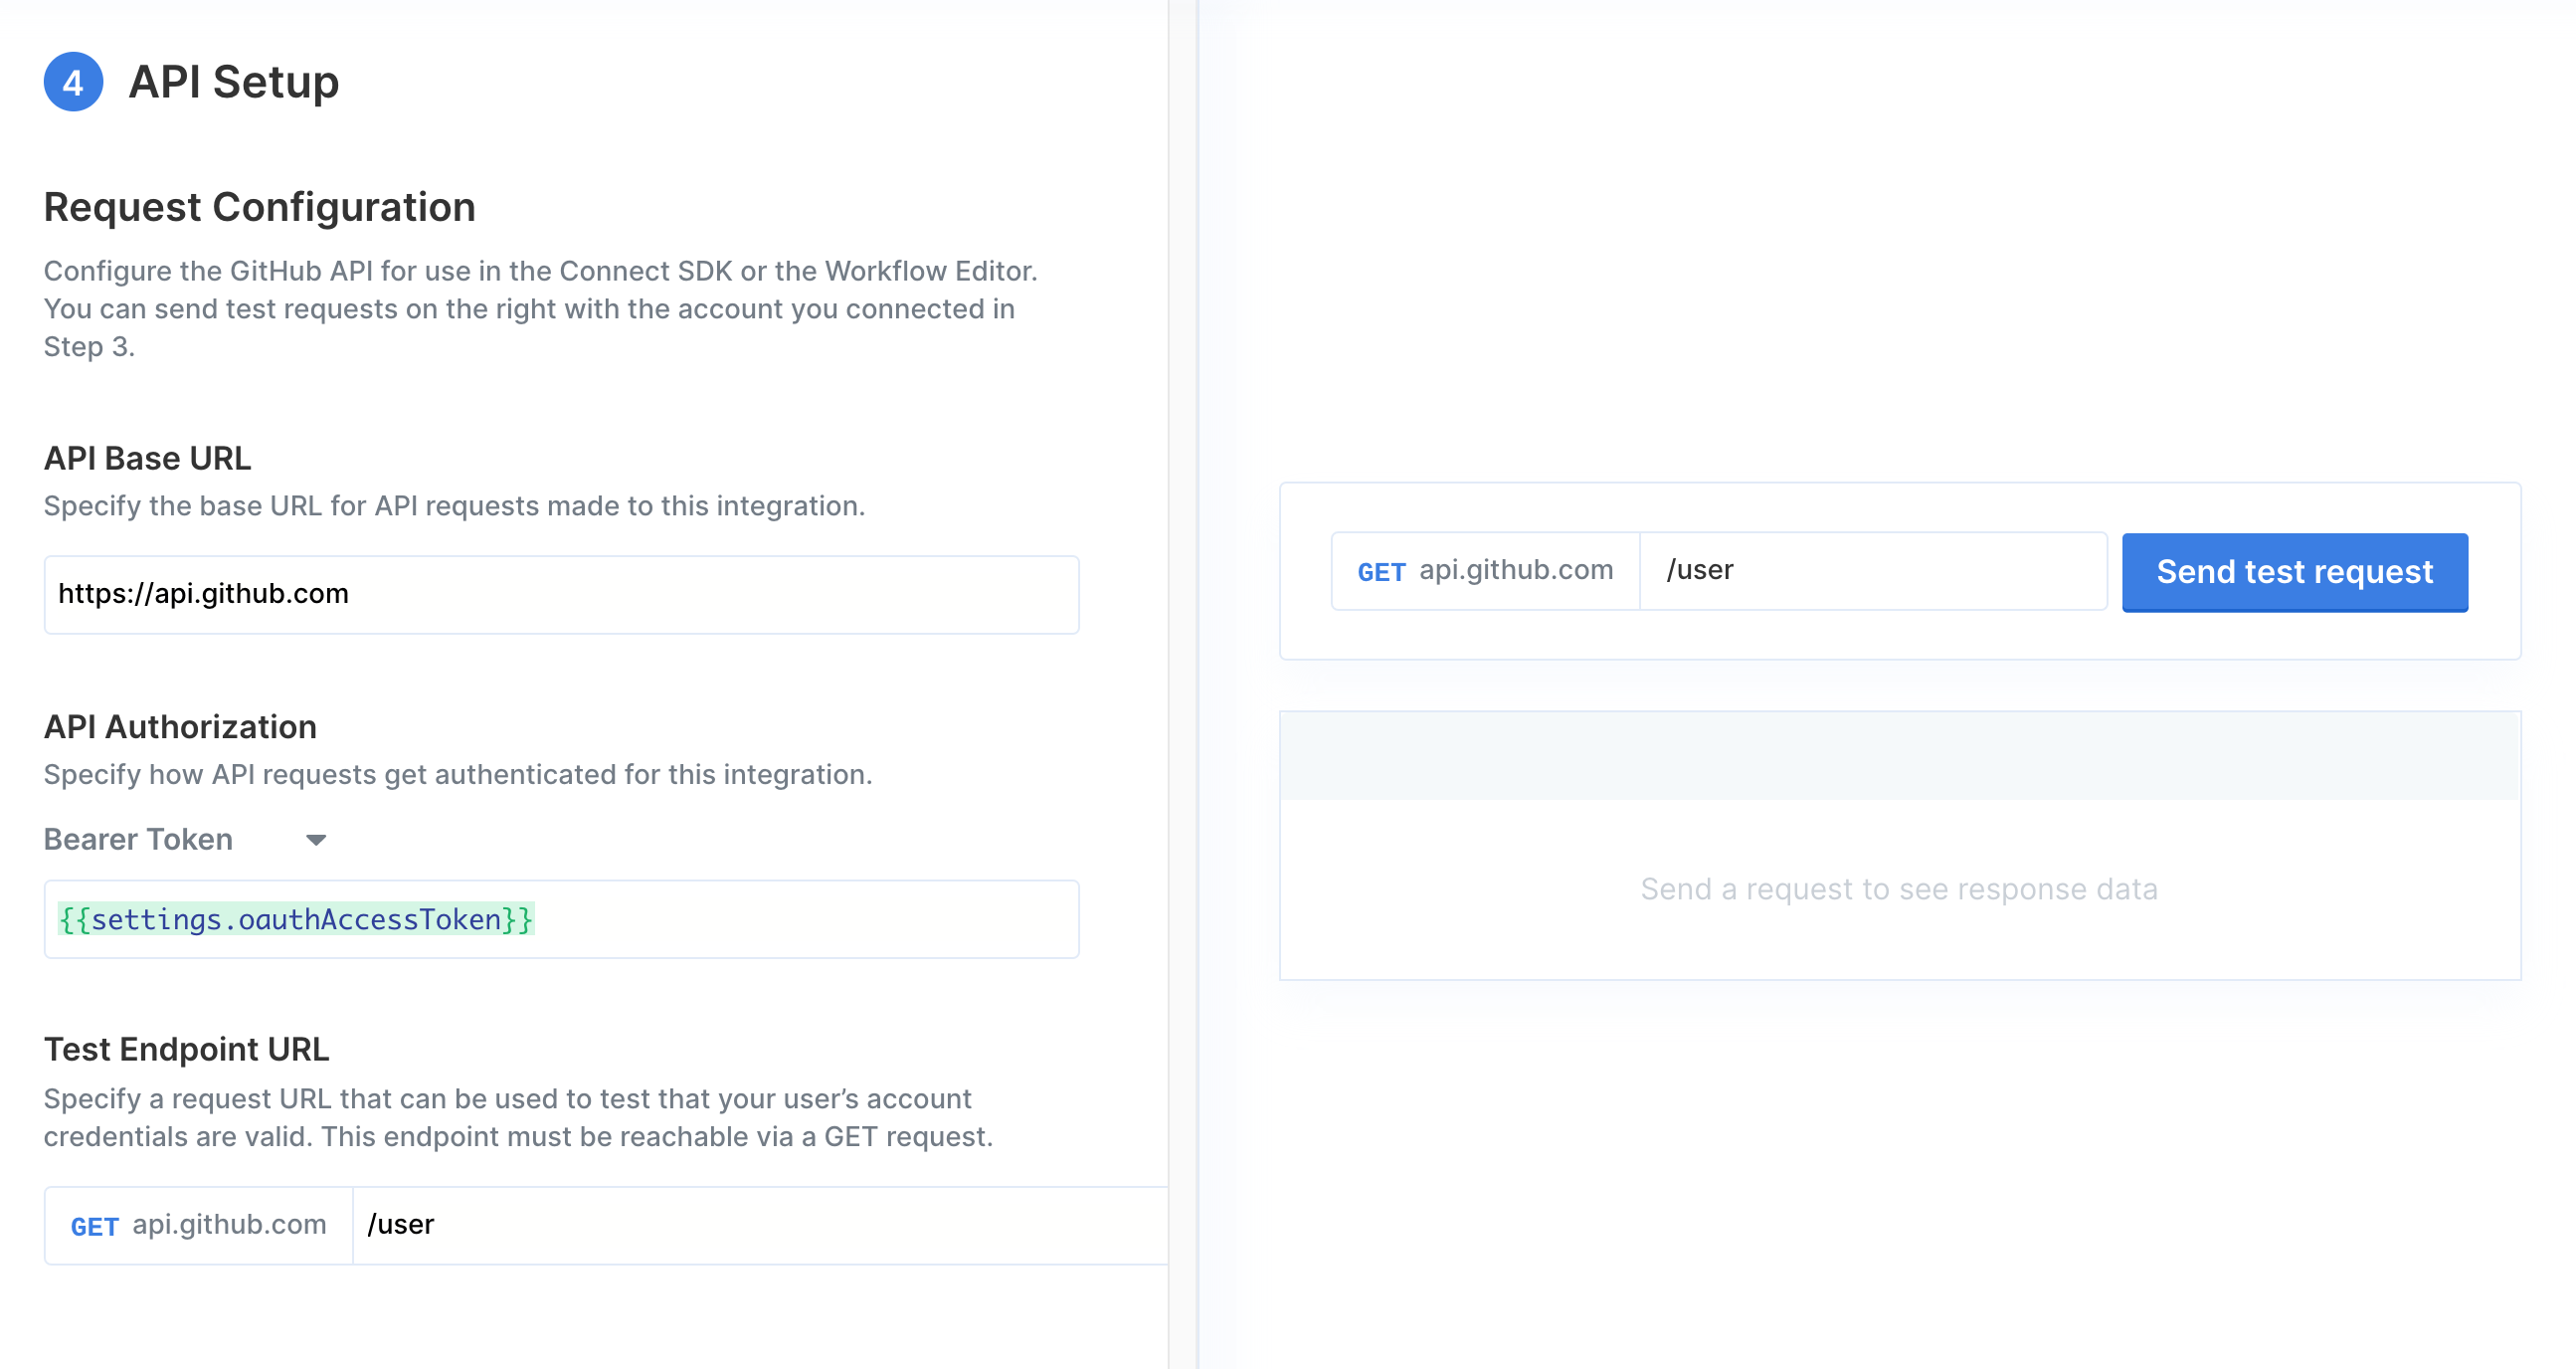 4 API Setup
Request Configuration
Configure the GitHub API for use in the Connect SDK or the Workflow Editor.
You can send test requests on the right with the account you connected in
Step 3.
API Base URL
Specify the base URL for API requests made to this integration.
https://api.github.com
API Authorization
Specify how API requests get authenticated for this integration.
Bearer Token
{{settings.oauthAccessToken}}
Test Endpoint URL
Specify a request URL that can be used to test that your user’s account
credentials are valid. This endpoint must be reachable via a GET request.
GET api.github.com /user
GET api.github.com /user Send test request
Send a request to see response data